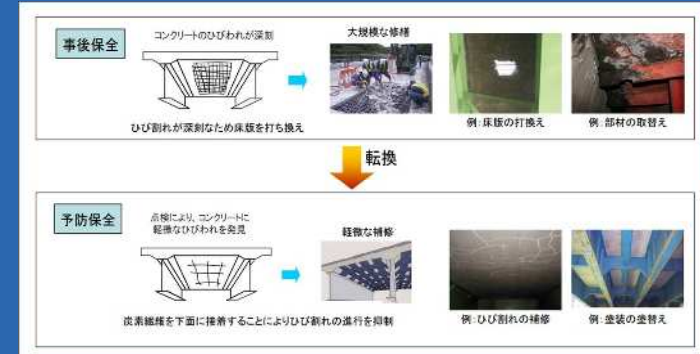 事後保全
コンクリートのひびわれが深刻
大規模な修繕
ひび割れが深刻なため床版を打ち換え
例:床版の打換え
例:部材の取替え
転換
予防保全
点検により、コンクリートに
軽微なひびわれを発見
軽微な補修
炭素繊維を下面に接着することによりひび割れの進行を抑制
例:ひび割れの補修
例:塗装の塗替え